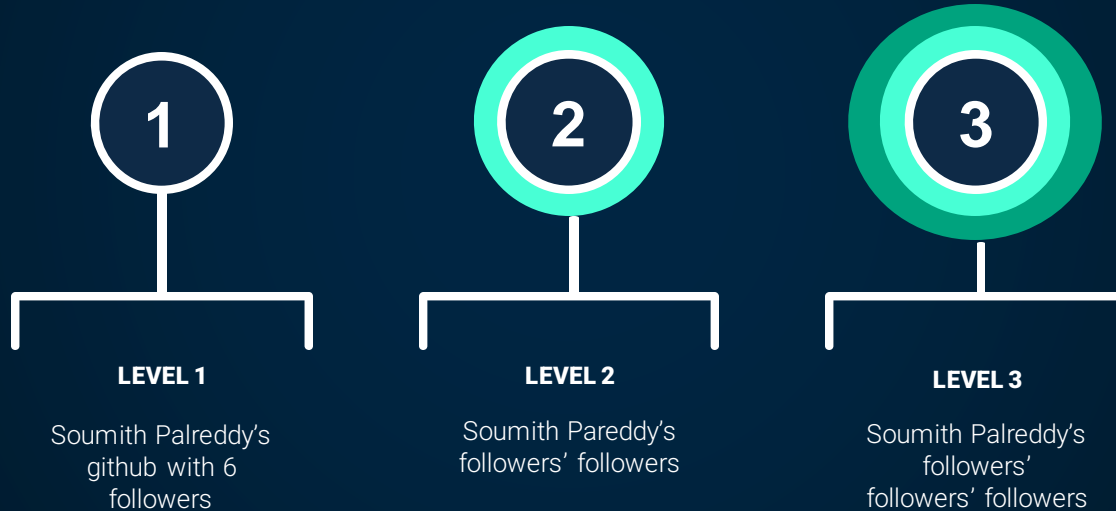 1
2
3
LEVEL 1
Soumith Palreddy’s
github with 6
followers
LEVEL 2
Soumith Pareddy’s
followers’ followers
LEVEL 3
Soumith Palreddy’s
followers’
followers’ followers